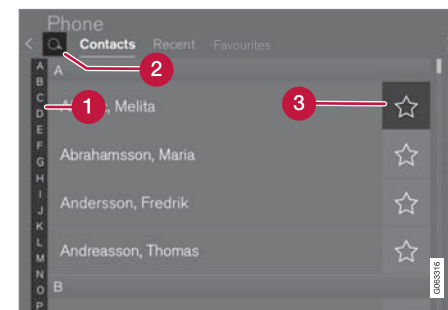 Phone
< Contacts Recent Favourites
2
A
A
B
C
D
E
F
G
H
I
J
K
L
M
N
O
P
1
Melita
3
Abrahamsson, Maria
Andersson, Fredrik
Andreasson, Thomas
B
G063316